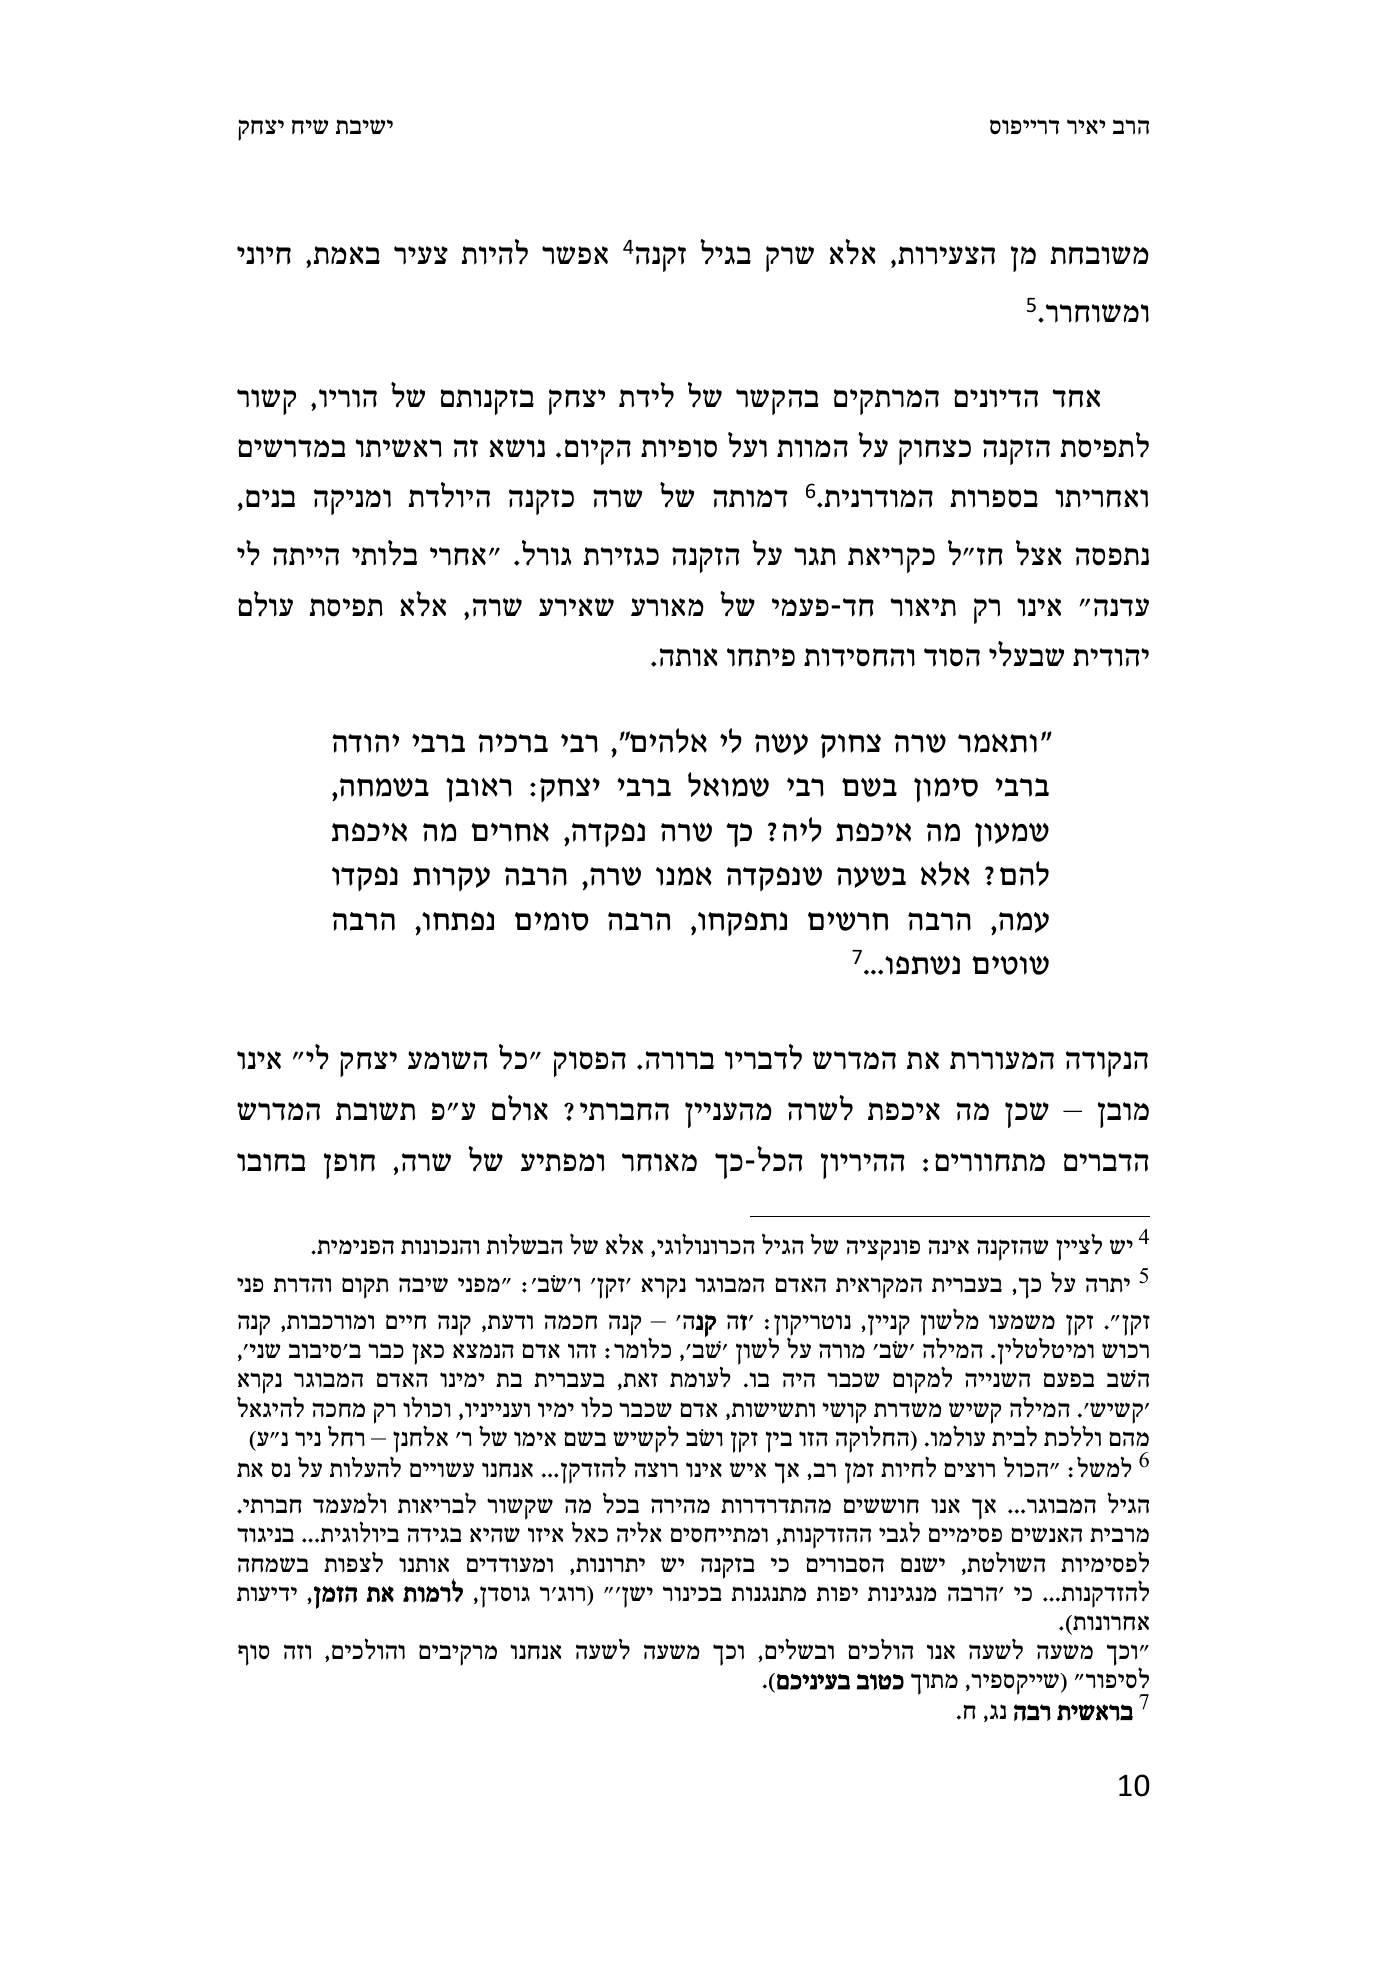 הרב יאיר דרייפוס ישיבת שיח יצחק
משובחת מן הצעירות, אלא שרק בגיל זקנה4 אפשר להיות צעיר באמת, חיוני
ומשוחרר.5
אחד הדיונים המרתקים בהקשר של לידת יצחק בזקנותם של הוריו, קשור
לתפיסת הזקנה כצחוק על המוות ועל סופיות הקיום. נושא זה ראשיתו במדרשים
ואחריתו בספרות המודרנית.6 דמותה של שרה כזקנה היולדת ומניקה בנים,
נתפסה אצל חז״ל כקריאת תגר על הזקנה כגזירת גורל. ״אחרי בלותי הייתה לי
עדנה״ אינו רק תיאור חד-פעמי של מאורע שאירע שרה, אלא תפיסת עולם
יהודית שבעלי הסוד והחסידות פיתחו אותה.
״ותאמר שרה צחוק עשה לי אלהים״, רבי ברכיה ברבי יהודה
ברבי סימון בשם רבי שמואל ברבי יצחק: ראובן בשמחה,
שמעון מה איכפת ליה? כך שרה נפקדה, אחרים מה איכפת
להם? אלא בשעה שנפקדה אמנו שרה, הרבה עקרות נפקדו
עמה, הרבה חרשים נתפקחו, הרבה סומים נפתחו, הרבה
שוטים נשתפו...7
הנקודה המעוררת את המדרש לדבריו ברורה. הפסוק ״כל השומע יצחק לי״ אינו
מובן – שכן מה איכפת לשרה מהעניין החברתי? אולם ע״פ תשובת המדרש
הדברים מתחוורים: ההיריון הכל-כך מאוחר ומפתיע של שרה, חופן בחובו
4 יש לציין שהזקנה אינה פונקציה של הגיל הכרונולוגי, אלא של הבשלות והנכונות הפנימית.
5 יתרה על כך, בעברית המקראית האדם המבוגר נקרא ׳זקן׳ ו׳שׂב׳: ״מפני שיבה תקום והדרת פני
זקן״. זקן משמעו מלשון קניין, נוטריקון: ׳זה קנה׳ – קנה חכמה ודעת, קנה חיים ומורכבות, קנה
רכוש ומיטלטלין. המילה ׳שׂב׳ מורה על לשון ׳שׁב׳, כלומר: זהו אדם הנמצא כאן כבר ב׳סיבוב שני׳,
השׁב בפעם השנייה למקום שכבר היה בו. לעומת זאת, בעברית בת ימינו האדם המבוגר נקרא
׳קשיש׳. המילה קשיש משדרת קושי ותשישות, אדם שכבר כלו ימיו וענייניו, וכולו רק מחכה להיגאל
מהם וללכת לבית עולמו. (החלוקה הזו בין זקן ושׂב לקשיש בשם אימו של ר׳ אלחנן – רחל ניר נ״ע)
6 למשל: ״הכול רוצים לחיות זמן רב, אך איש אינו רוצה להזדקן... אנחנו עשויים להעלות על נס את
הגיל המבוגר... אך אנו חוששים מהתדרדרות מהירה בכל מה שקשור לבריאות ולמעמד חברתי.
מרבית האנשים פסימיים לגבי ההזדקנות, ומתייחסים אליה כאל איזו שהיא בגידה ביולוגית... בניגוד
לפסימיות השולטת, ישנם הסבורים כי בזקנה יש יתרונות, ומעודדים אותנו לצפות בשמחה
להזדקנות... כי ׳הרבה מנגינות יפות מתנגנות בכינור ישן׳״ (רוג׳ר גוסדן, לרמות את הזמן, ידיעות
אחרונות).
״וכך משעה לשעה אנו הולכים ובשלים, וכך משעה לשעה אנחנו מרקיבים והולכים, וזה סוף
לסיפור״ (שייקספיר, מתוך כטוב בעיניכם).
7 בראשית רבה נג, ח.
10